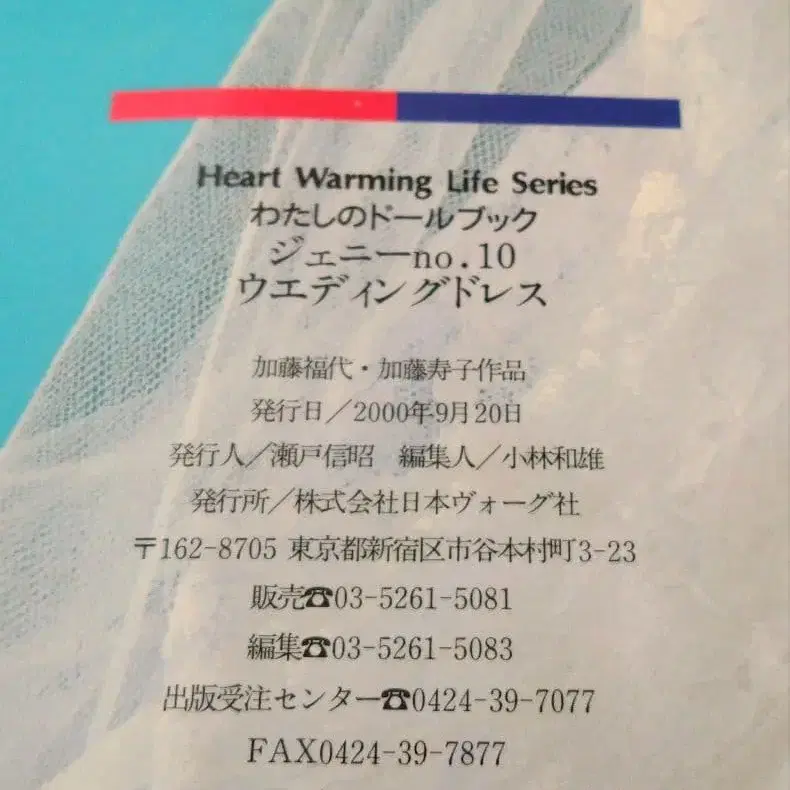 Heart Warming Life Series
わたしのドールブック
ジェニーno.10
ウエディングドレス
加藤福代・加藤寿子作品
発行日／2000年9月20日
発行人／瀬戸信昭　編集人／小林和雄
発行所／株式会社日本ヴォーグ社
〒162-8705 東京都新宿区市谷本村町3-23
販売☎03-5261-5081
編集☎03-5261-5083
出版受注センター☎0424-39-7077
FAX0424-39-7877